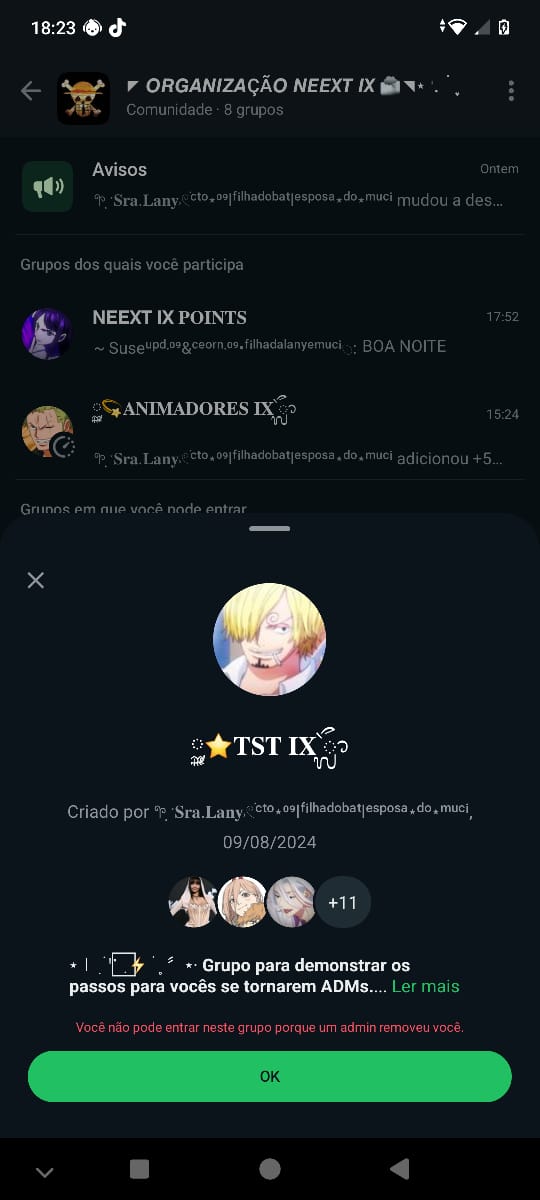 18:23
◤ ORGANIZAÇÃO NEEXT IX ◥⋆
Comunidade · 8 grupos
Avisos
Ontem
𝐒𝐫𝐚.𝐋𝐚𝐧𝐲.ᶜᵗᵒ⋆⁰⁹|ᶠⁱˡʰᵃᵈᵒᵇᵃᵗ|ᵉˢᵖᵒˢᵃ⋆ᵈᵒ⋆ᵐᵘᶜⁱ mudou a des...
Grupos dos quais você participa
NEEXT IX 𝐏𝐎𝐈𝐍𝐓𝐒
17:52
~ Suseᵘᵖᵈ·⁰⁹&ᶜᵉᵒʳⁿ·⁰⁹·ᶠⁱˡʰᵃᵈᵃˡᵃⁿʸᵉᵐᵘᶜⁱ: BOA NOITE
💫𝐀𝐍𝐈𝐌𝐀𝐃𝐎𝐑𝐄𝐒 𝐈𝐗
15:24
𝐒𝐫𝐚.𝐋𝐚𝐧𝐲.ᶜᵗᵒ⋆⁰⁹|ᶠⁱˡʰᵃᵈᵒᵇᵃᵗ|ᵉˢᵖᵒˢᵃ⋆ᵈᵒ⋆ᵐᵘᶜⁱ adicionou +5...
Grupos em que você pode entrar
⭐𝐓𝐒𝐓 𝐈𝐗
Criado por 𝐒𝐫𝐚.𝐋𝐚𝐧𝐲.ᶜᵗᵒ⋆⁰⁹|ᶠⁱˡʰᵃᵈᵒᵇᵃᵗ|ᵉˢᵖᵒˢᵃ⋆ᵈᵒ⋆ᵐᵘᶜⁱ,
09/08/2024
+11
⋆ | ⚡ ⋆· Grupo para demonstrar os
passos para vocês se tornarem ADMs.... Ler mais
Você não pode entrar neste grupo porque um admin removeu você.
OK